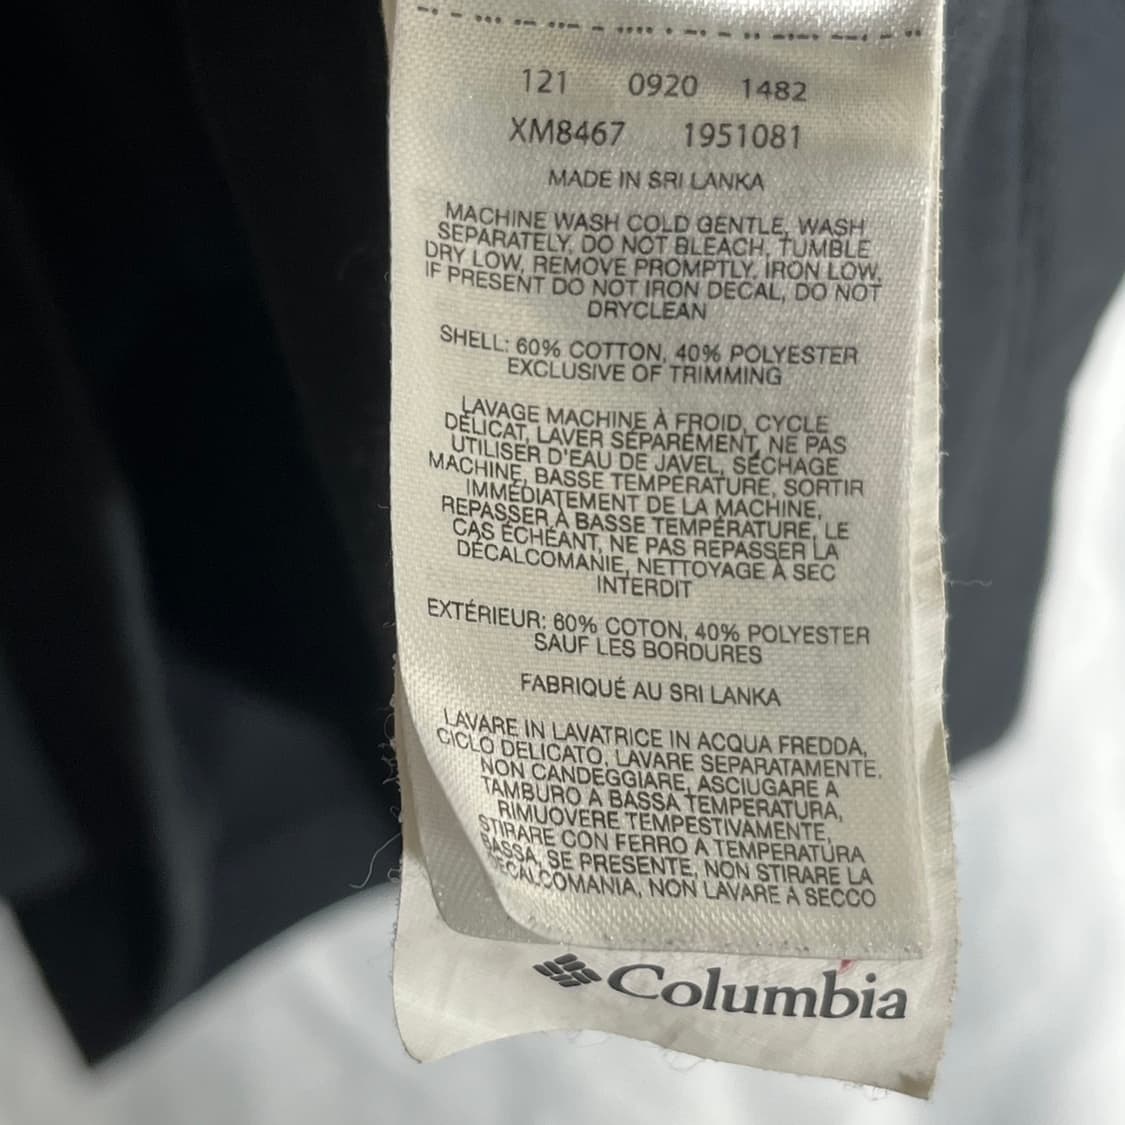 121 0920 1482
XM8467 1951081
MADE IN SRI LANKA
MACHINE WASH COLD GENTLE, WASH
SEPARATELY, DO NOT BLEACH, TUMBLE
DRY LOW, REMOVE PROMPTLY, IRON LOW,
IF PRESENT DO NOT IRON DECAL, DO NOT
DRYCLEAN
SHELL: 60% COTTON, 40% POLYESTER
EXCLUSIVE OF TRIMMING
LAVAGE MACHINE À FROID, CYCLE
DÉLICAT, LAVER SÉPARÉMENT, NE PAS
UTILISER D'EAU DE JAVEL, SÉCHAGE
MACHINE, BASSE TEMPÉRATURE, SORTIR
IMMÉDIATEMENT DE LA MACHINE,
REPASSER À BASSE TEMPÉRATURE, LE
CAS ÉCHÉANT, NE PAS REPASSER LA
DÉCALCOMANIE, NETTOYAGE À SEC
INTERDIT
EXTÉRIEUR: 60% COTON, 40% POLYESTER
SAUF LES BORDURES
FABRIQUÉ AU SRI LANKA
LAVARE IN LAVATRICE IN ACQUA FREDDA,
CICLO DELICATO, LAVARE SEPARATAMENTE,
NON CANDEGGIARE, ASCIUGARE A
TAMBURO A BASSA TEMPERATURA,
RIMUOVERE TEMPESTIVAMENTE,
STIRARE CON FERRO A TEMPERATURA
BASSA, SE PRESENTE, NON STIRARE LA
DECALCOMANIA, NON LAVARE A SECCO
Columbia